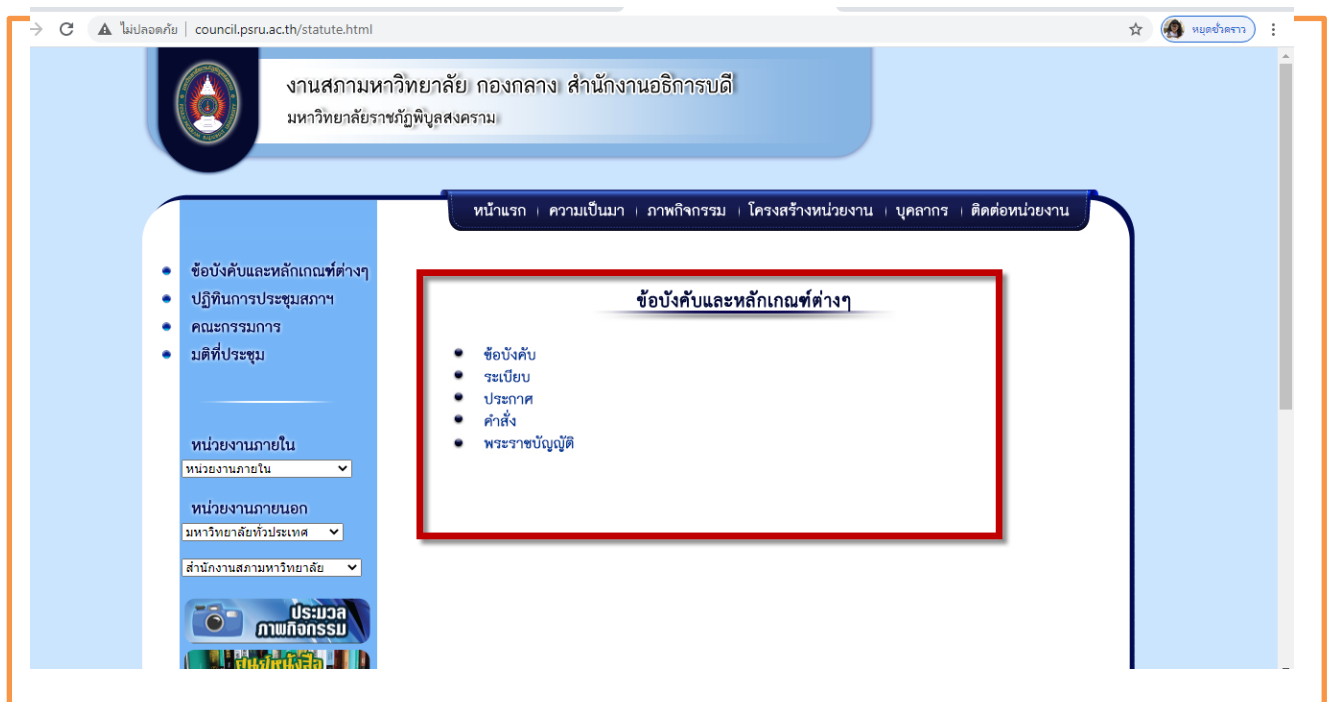 ไม่ปลอดภัย | council.psru.ac.th/statute.html
หยุดชั่วคราว
งานสภามหาวิทยาลัย กองกลาง สำนักงานอธิการบดี
มหาวิทยาลัยราชภัฏพิบูลสงคราม
หน้าแรก | ความเป็นมา | ภาพกิจกรรม | โครงสร้างหน่วยงาน | บุคลากร | ติดต่อหน่วยงาน
ข้อบังคับและหลักเกณฑ์ต่างๆ
ปฏิทินการประชุมสภาฯ
คณะกรรมการ
มติที่ประชุม
หน่วยงานภายใน
หน่วยงานภายใน
หน่วยงานภายนอก
มหาวิทยาลัยทั่วประเทศ
สำนักงานสภามหาวิทยาลัย
ประมวล
ภาพกิจกรรม
ศูนย์หนังสือ
ข้อบังคับและหลักเกณฑ์ต่างๆ
ข้อบังคับ
ระเบียบ
ประกาศ
คำสั่ง
พระราชบัญญัติ